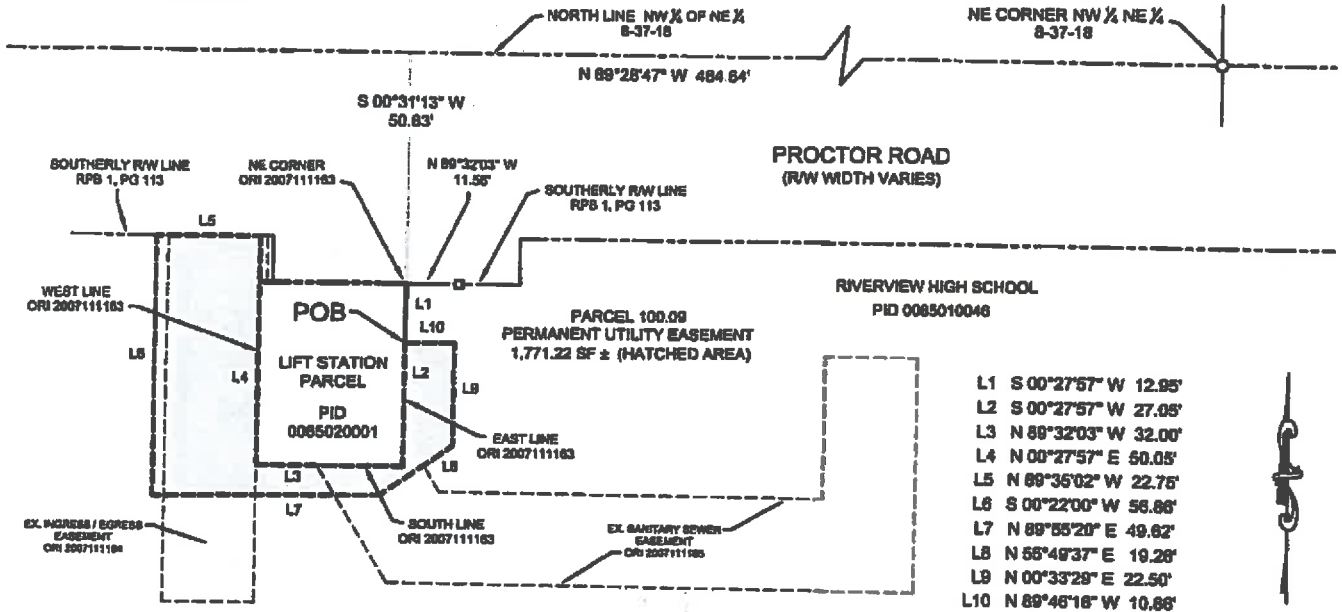 NORTH LINE NW ¼ OF NE ¼
8-37-18
NE CORNER NW ¼ NE ¼
8-37-18
N 89°28'47" W 484.64'
S 00°31'13" W
50.83'
PROCTOR ROAD
(R/W WIDTH VARIES)
SOUTHERLY R/W LINE
RPB 1, PG 113
NE CORNER
ORI 2007111163
N 89°32'03" W
11.56'
SOUTHERLY R/W LINE
RPB 1, PG 113
L5
WEST LINE
ORI 2007111163
L1
L10
POB
PARCEL 100.09
PERMANENT UTILITY EASEMENT
1,771.22 SF ± (HATCHED AREA)
RIVERVIEW HIGH SCHOOL
PID 0085010046
L6
L4
LIFT STATION
PARCEL
PID
0085020001
L2
L9
EAST LINE
ORI 2007111163
L3
L8
L7
SOUTH LINE
ORI 2007111163
EX. INGRESS / EGRESS
EASEMENT
ORI 2007111164
EX. SANITARY SEWER
EASEMENT
ORI 2007111165
L1 S 00°27'57" W 12.95'
L2 S 00°27'57" W 27.05'
L3 N 89°32'03" W 32.00'
L4 N 00°27'57" E 50.05'
L5 N 89°35'02" W 22.75'
L6 S 00°22'00" W 56.86'
L7 N 89°55'20" E 49.62'
L8 N 55°49'37" E 19.26'
L9 N 00°33'29" E 22.50'
L10 N 89°46'16" W 10.86'